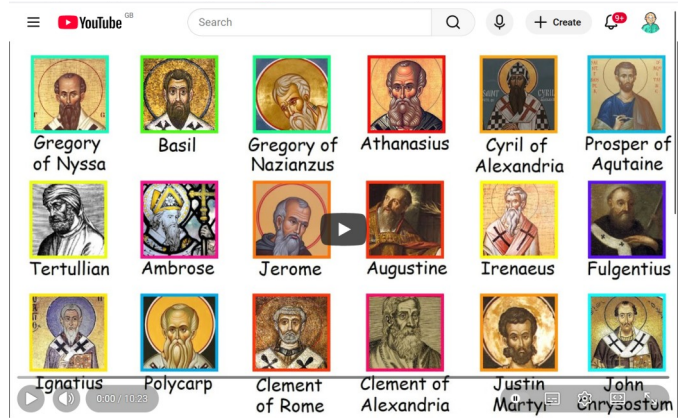 YouTube GB
Search
Create
9+
Gregory of Nyssa
Basil
Gregory of Nazianzus
Athanasius
SAINT CYRIL
Cyril of Alexandria
Prosper of Aqutaine
Tertullian
Ambrose
Jerome
Augustine
Irenaeus
Fulgentius
Ignatius
Polycarp
Clement of Rome
Clement of Alexandria
Justin Martyr
John Chrysostom
0:00 / 10:23